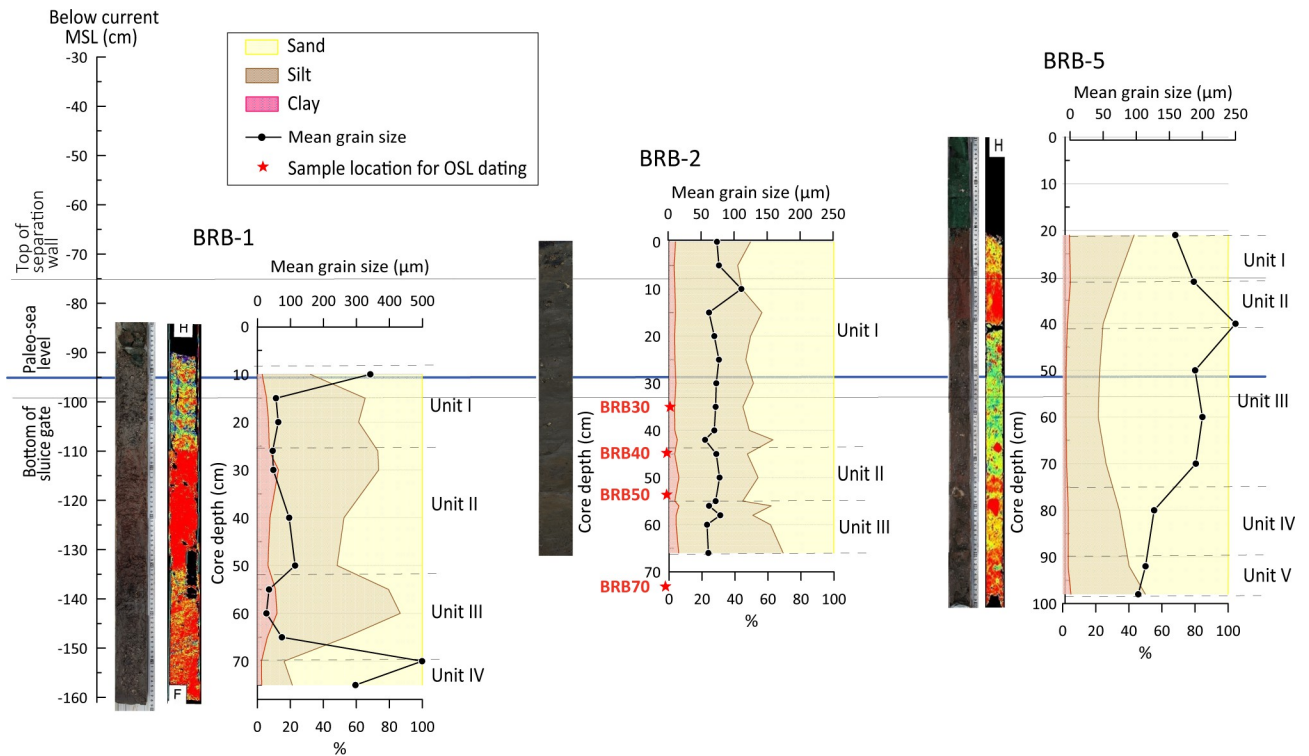 Below current
MSL (cm)
-30
-40
-50
-60
-70
-80
-90
-100
-110
-120
-130
-140
-150
-160
Top of
separation
wall
Paleo-sea
level
Bottom of
sluice gate
Sand
Silt
Clay
Mean grain size
Sample location for OSL dating
BRB-1
Mean grain size (µm)
0 100 200 300 400 500
H
F
Core depth (cm)
0
10
20
30
40
50
60
70
Unit I
Unit II
Unit III
Unit IV
0 20 40 60 80 100
%
BRB-2
Mean grain size (µm)
0 50 100 150 200 250
Core depth (cm)
0
10
20
30
40
50
60
70
BRB30
BRB40
BRB50
BRB70
Unit I
Unit II
Unit III
0 20 40 60 80 100
%
BRB-5
Mean grain size (µm)
0 50 100 150 200 250
H
Core depth (cm)
0
10
20
30
40
50
60
70
80
90
100
Unit I
Unit II
Unit III
Unit IV
Unit V
0 20 40 60 80 100
%